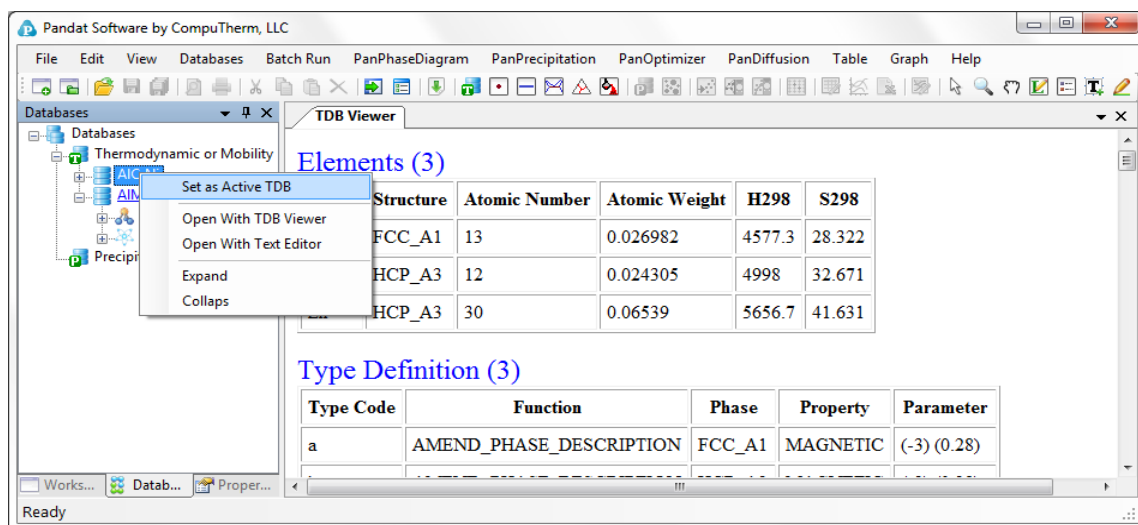 Pandat Software by CompuTherm, LLC
File Edit View Databases Batch Run PanPhaseDiagram PanPrecipitation PanOptimizer PanDiffusion Table Graph Help
Databases
TDB Viewer
Databases
Thermodynamic or Mobility
Set as Active TDB
Open With TDB Viewer
Open With Text Editor
Expand
Collaps
Elements (3)
Structure Atomic Number Atomic Weight H298 S298
FCC_A1 13 0.026982 4577.3 28.322
HCP_A3 12 0.024305 4998 32.671
HCP_A3 30 0.06539 5656.7 41.631
Type Definition (3)
Type Code Function Phase Property Parameter
a AMEND_PHASE_DESCRIPTION FCC_A1 MAGNETIC (-3) (0.28)
Works... Datab... Proper...
Ready